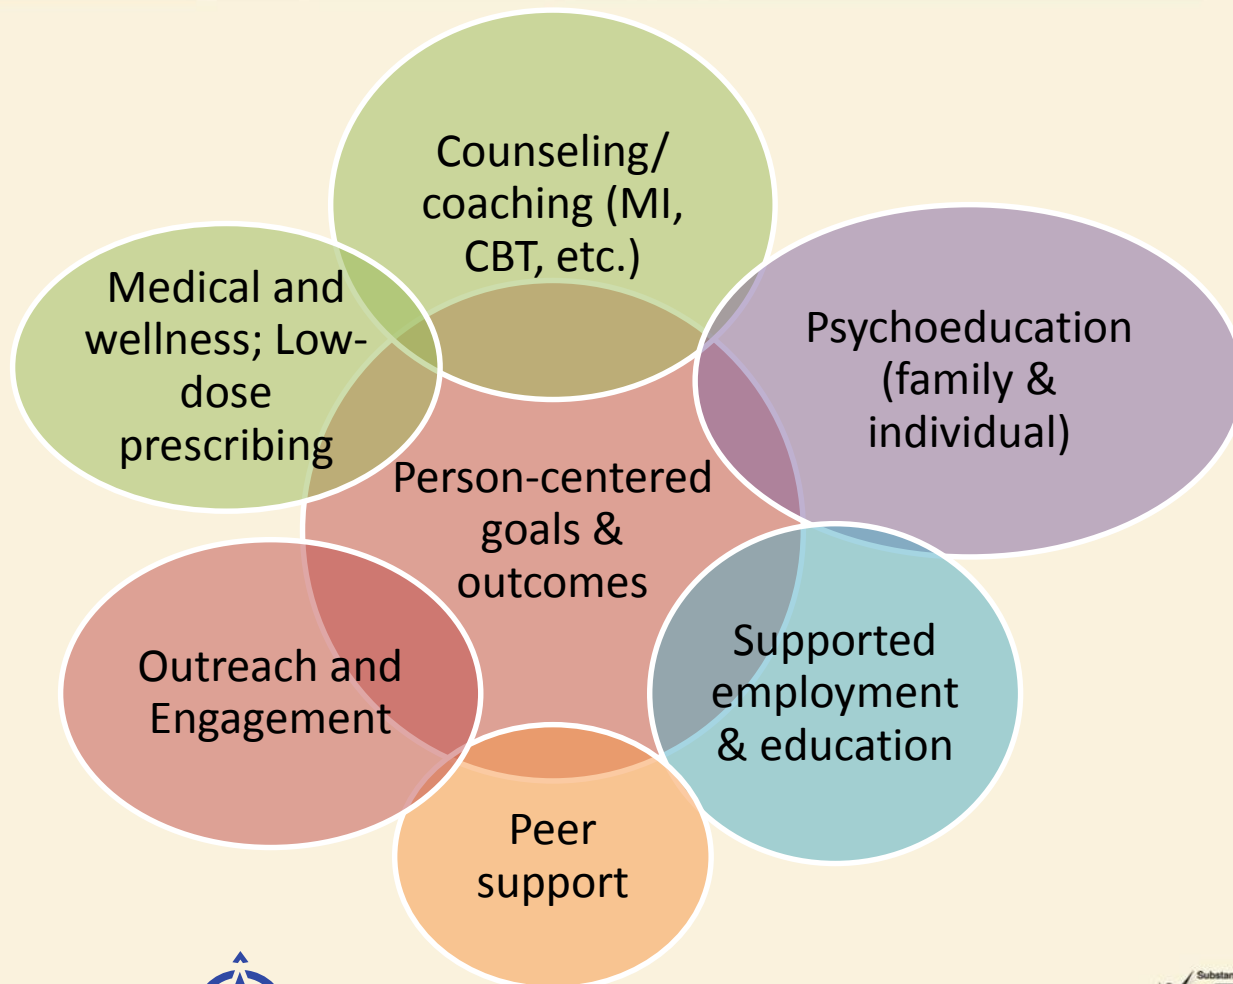 Counseling/
coaching (MI,
CBT, etc.)
Medical and
wellness; Low-
dose
prescribing
Psychoeducation
(family &
individual)
Person-centered
goals &
outcomes
Outreach and
Engagement
Supported
employment
& education
Peer
support